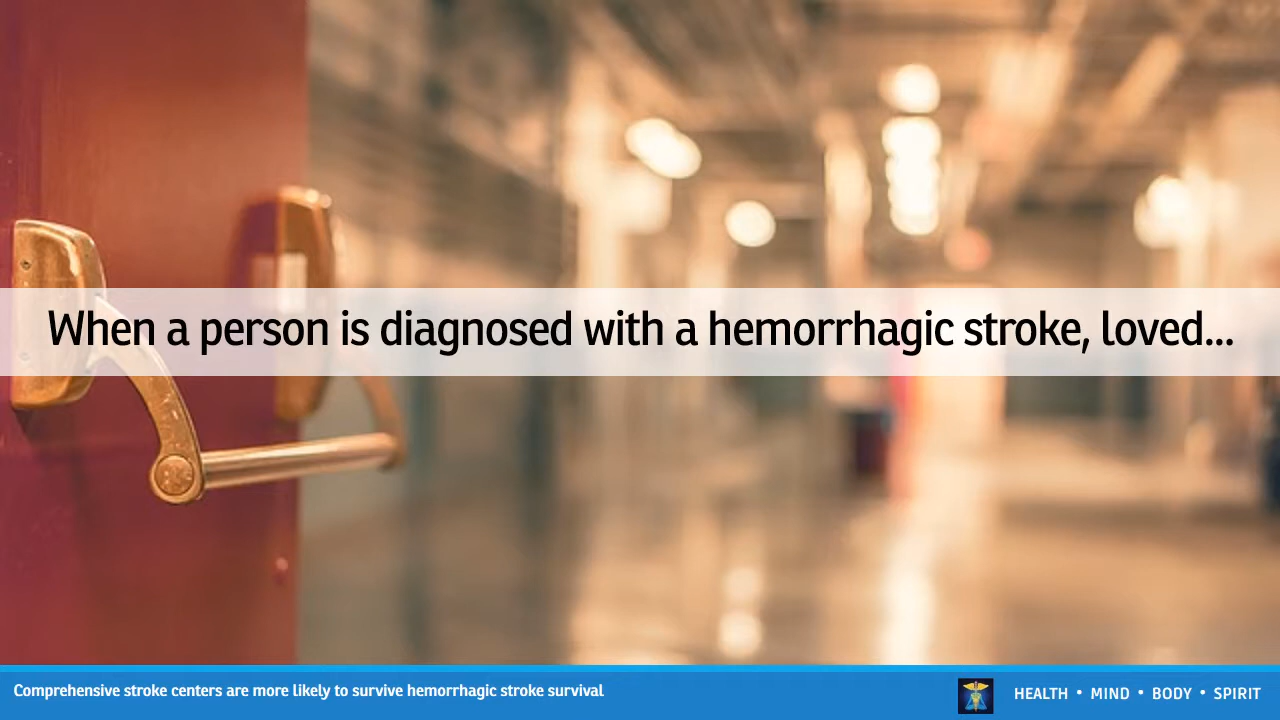 When a person is diagnosed with a hemorrhagic stroke, loved...
Comprehensive stroke centers are more likely to survive hemorrhagic stroke survival
HEALTH • MIND • BODY • SPIRIT